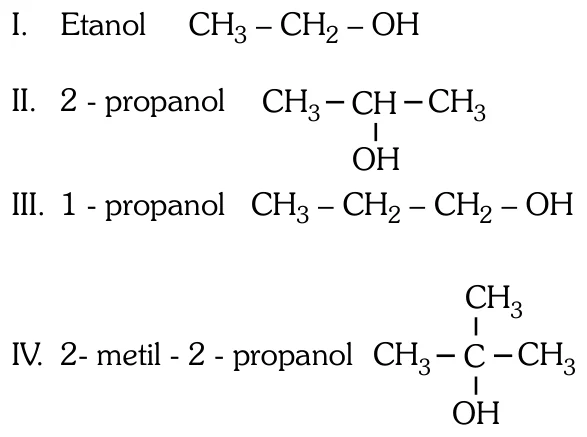 I. Etanol CH₃ – CH₂ – OH
II. 2 - propanol CH₃ – CH – CH₃
OH
III. 1 - propanol CH₃ – CH₂ – CH₂ – OH
CH₃
IV. 2- metil - 2 - propanol CH₃ – C – CH₃
OH